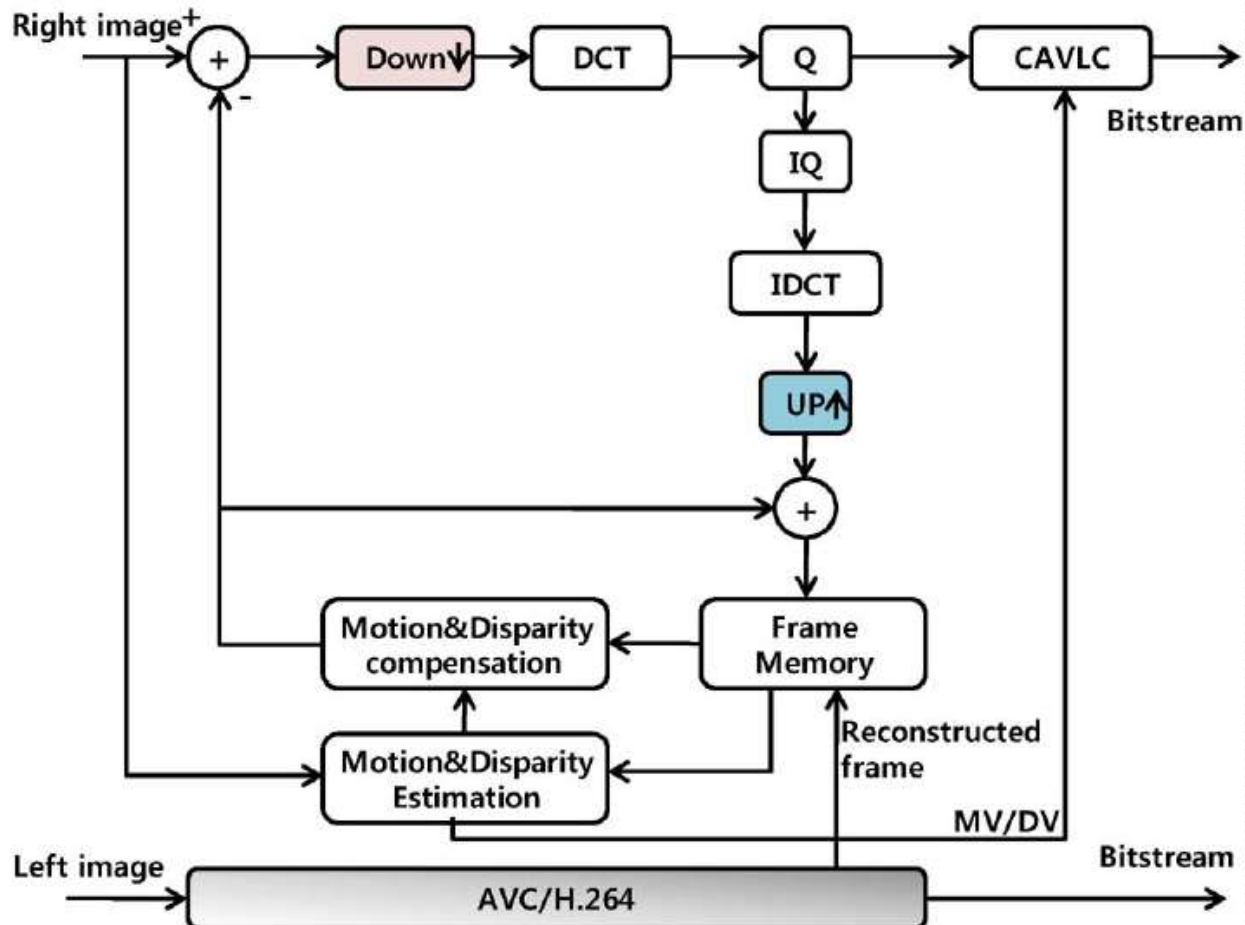 Right image
+
+
-
Down↓
DCT
Q
CAVLC
Bitstream
IQ
IDCT
UP↑
+
Motion&Disparity
compensation
Frame
Memory
Motion&Disparity
Estimation
Reconstructed
frame
MV/DV
Left image
AVC/H.264
Bitstream